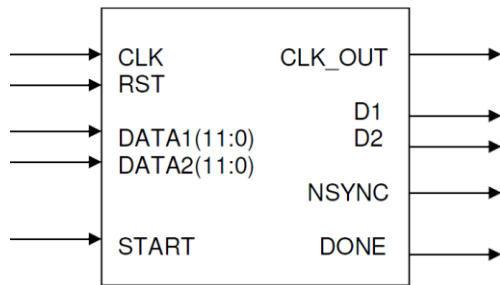 CLK
CLK_OUT
RST
D1
DATA1(11:0)
D2
DATA2(11:0)
NSYNC
START
DONE